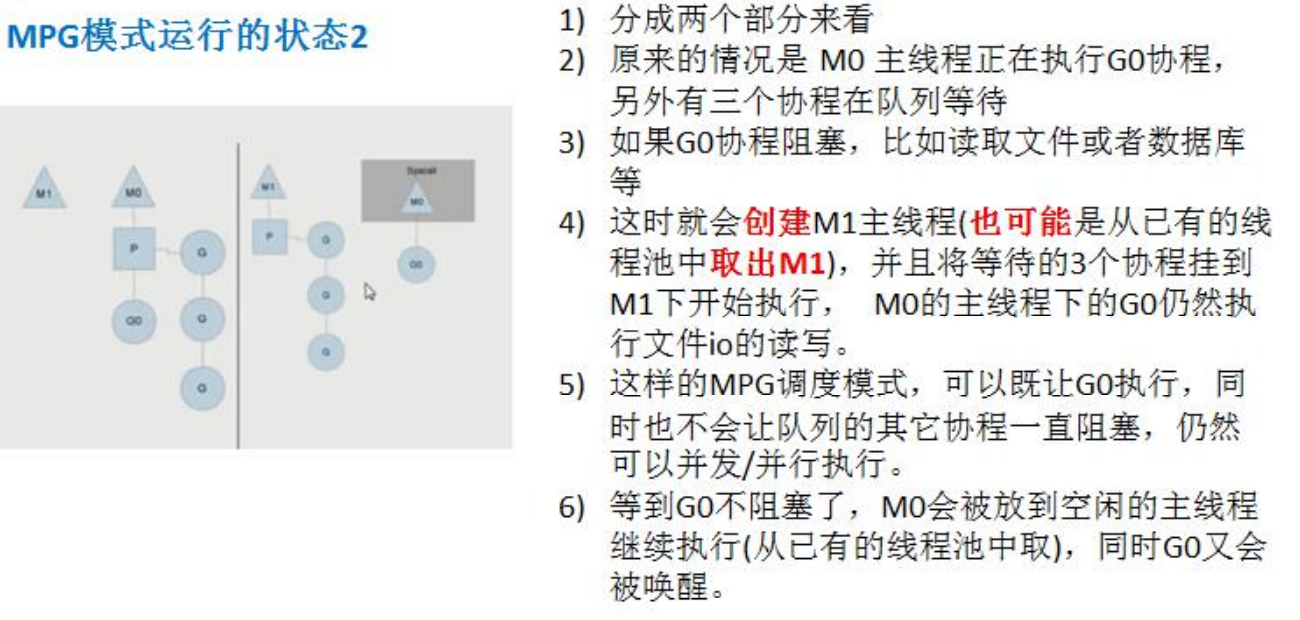 MPG模式运行的状态2
M1
M0
P
G
G0
G
G
M1
P
G
G
G
Syscall
M0
G0
1) 分成两个部分来看
2) 原来的情况是 M0 主线程正在执行G0协程，
另外有三个协程在队列等待
3) 如果G0协程阻塞，比如读取文件或者数据库
等
4) 这时就会创建M1主线程(也可能是从已有的线
程池中取出M1)，并且将等待的3个协程挂到
M1下开始执行， M0的主线程下的G0仍然执
行文件io的读写。
5) 这样的MPG调度模式，可以既让G0执行，同
时也不会让队列的其它协程一直阻塞，仍然
可以并发/并行执行。
6) 等到G0不阻塞了，M0会被放到空闲的主线程
继续执行(从已有的线程池中取)，同时G0又会
被唤醒。